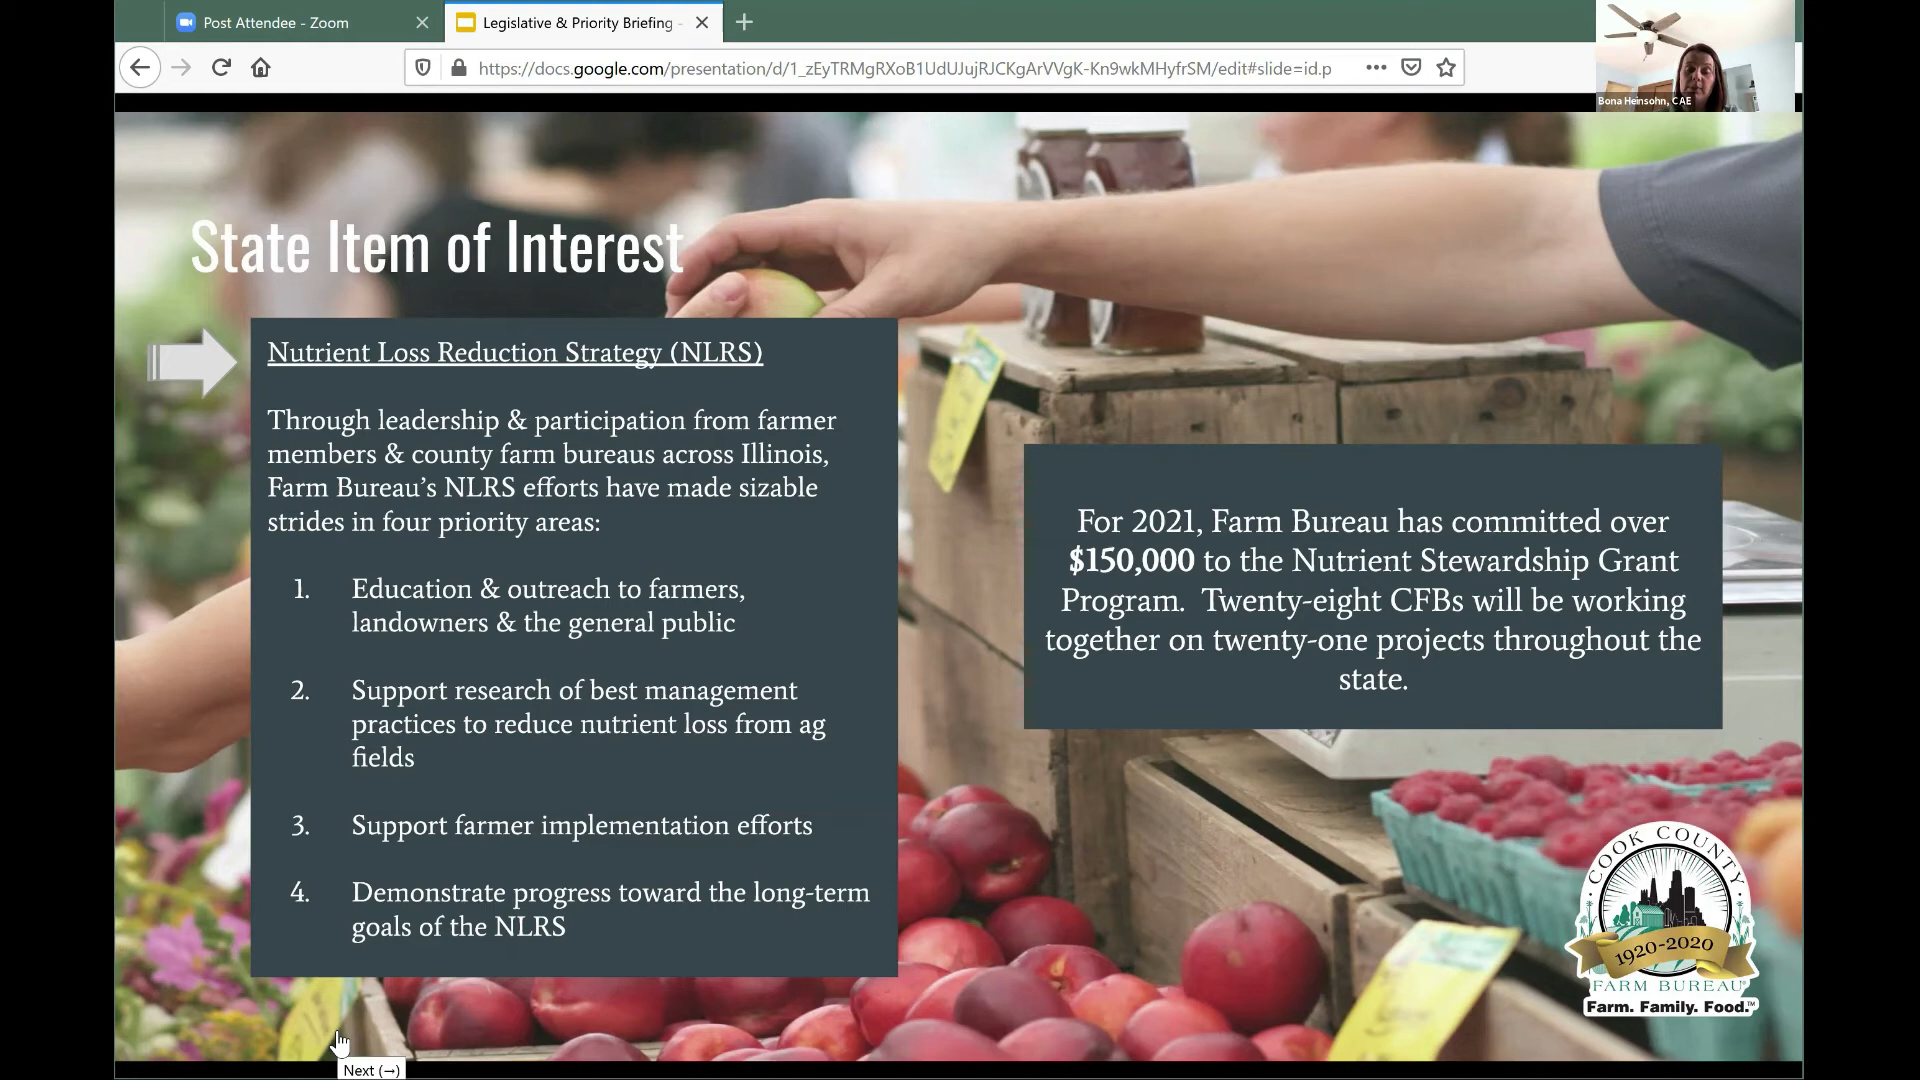 Post Attendee - Zoom
Legislative & Priority Briefing -
https://docs.google.com/presentation/d/1_zEyTRMgRXoB1UdUJujRJCKgArVVgK-Kn9wkMHyfrSM/edit#slide=id.p
Bona Heinsohn, CAE
State Item of Interest
Nutrient Loss Reduction Strategy (NLRS)
Through leadership & participation from farmer
members & county farm bureaus across Illinois,
Farm Bureau's NLRS efforts have made sizable
strides in four priority areas:
1. Education & outreach to farmers,
landowners & the general public
2. Support research of best management
practices to reduce nutrient loss from ag
fields
3. Support farmer implementation efforts
4. Demonstrate progress toward the long-term
goals of the NLRS
For 2021, Farm Bureau has committed over
$150,000 to the Nutrient Stewardship Grant
Program. Twenty-eight CFBs will be working
together on twenty-one projects throughout the
state.
COOK COUNTY
1920-2020
FARM BUREAU
Farm. Family. Food.™
Next (→)